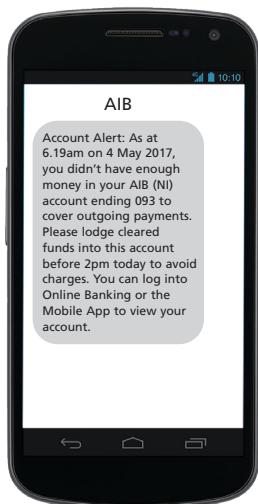 10:10
AIB
Account Alert: As at
6.19am on 4 May 2017,
you didn’t have enough
money in your AIB (NI)
account ending 093 to
cover outgoing payments.
Please lodge cleared
funds into this account
before 2pm today to avoid
charges. You can log into
Online Banking or the
Mobile App to view your
account.